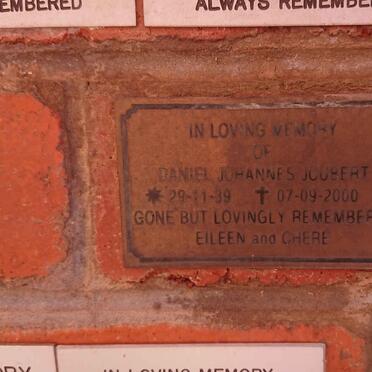 EMBERED
ALWAYS REMEMBE
IN LOVING MEMORY
OF
DANIEL JOHANNES JOUBERT
✷ 29-11-39 ✝ 07-09-2000
GONE BUT LOVINGLY REMEMBER
EILEEN and CHERE
RY
IN LOVING MEMORY